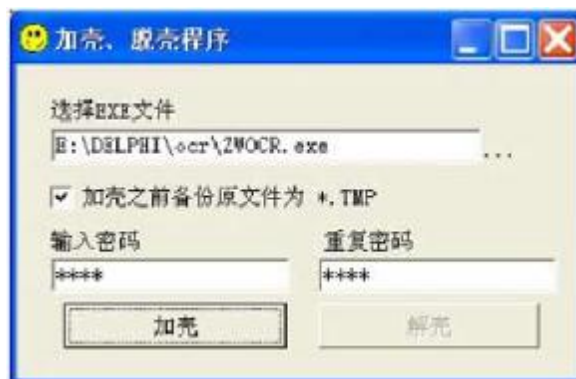 加壳、脱壳程序
选择EXE文件
E:\DELPHI\ocr\ZWOCR.exe ...
加壳之前备份原文件为 *.TMP
输入密码 重复密码
**** ****
加壳 解壳